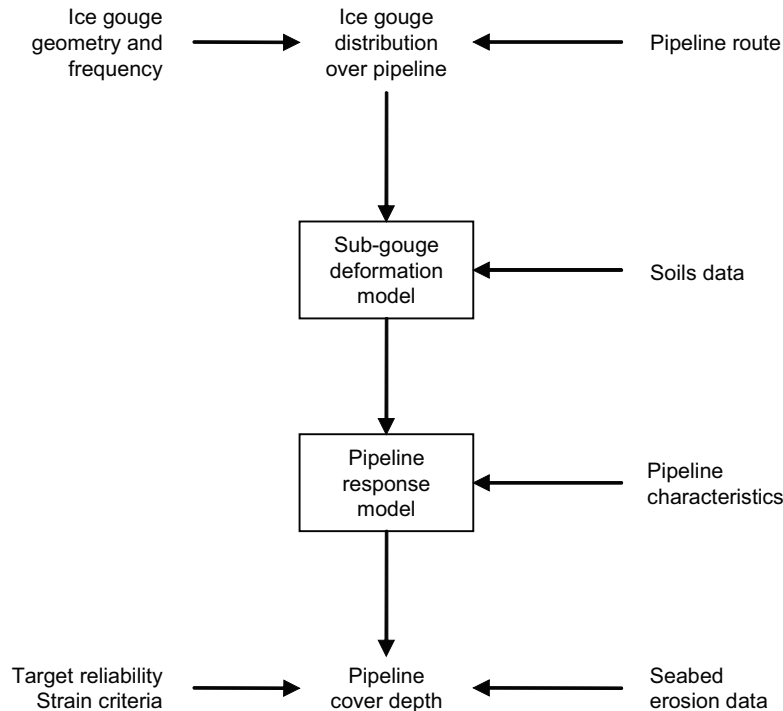 Ice gouge
geometry and
frequency
Ice gouge
distribution
over pipeline
Pipeline route
Sub-gouge
deformation
model
Soils data
Pipeline
response
model
Pipeline
characteristics
Target reliability
Strain criteria
Pipeline
cover depth
Seabed
erosion data